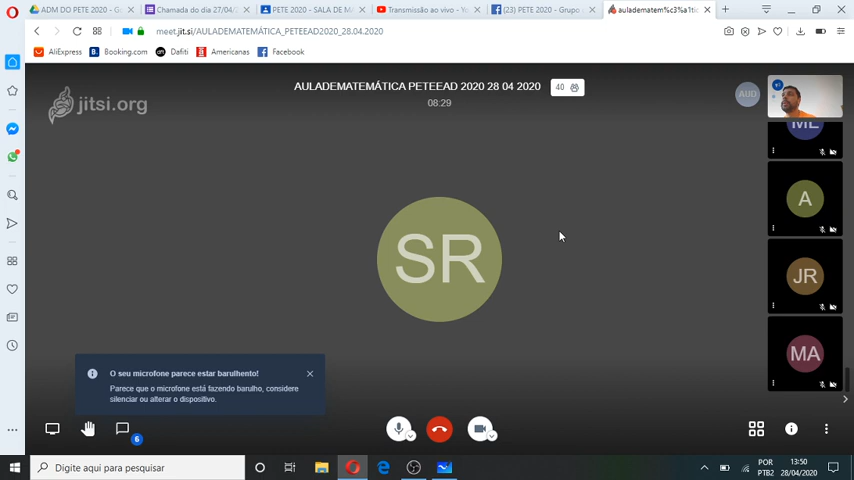 ADM DO PETE 2020 - G
Chamada do dia 27/04/
PETE 2020 - SALA DE M
Transmissão ao vivo - Yo
(23) PETE 2020 - Grupo
auladematem%c3%a1ti
meet.jit.si/AULADEMATEMÁTICA_PETEEAD2020_28.04.2020
AliExpress
B. Booking.com
Dafiti
Americanas
Facebook
jitsi.org
AULADEMATEMÁTICA PETEEAD 2020 28 04 2020
40
08:29
AUD
ME
A
SR
JR
MA
O seu microfone parece estar barulhento!
Parece que o microfone está fazendo barulho, considere
silenciar ou alterar o dispositivo.
6
Digite aqui para pesquisar
POR
PTB2
13:50
28/04/2020